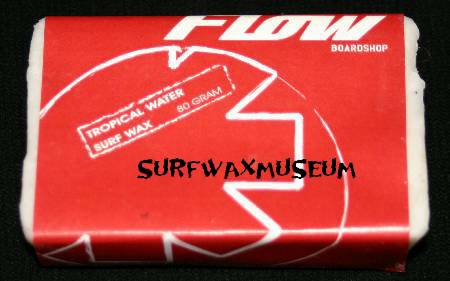 FLOW
BOARDSHOP
TROPICAL WATER
SURF WAX 80 GRAM
SURFWAXMUSEUM